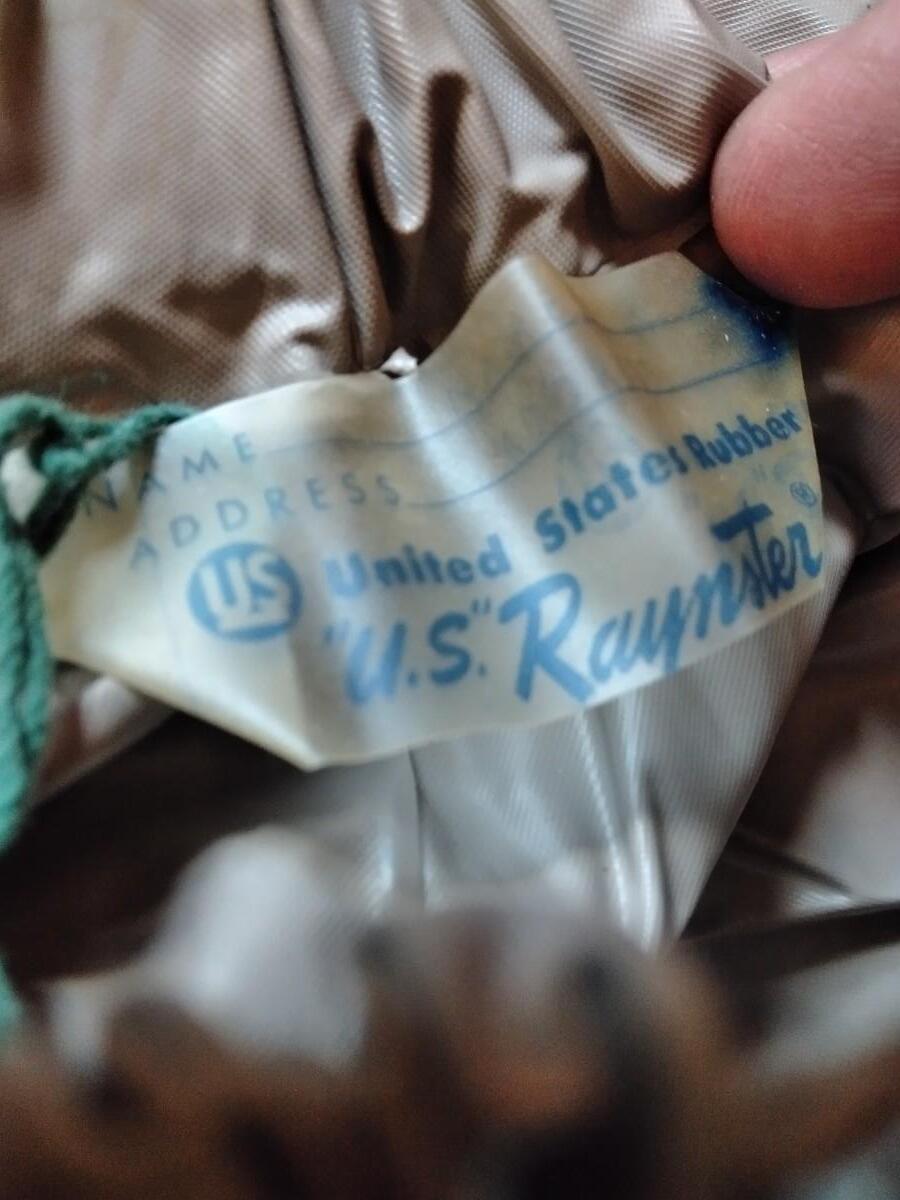 NAME
ADDRESS
US United States Rubber
"U.S." Raynster ®